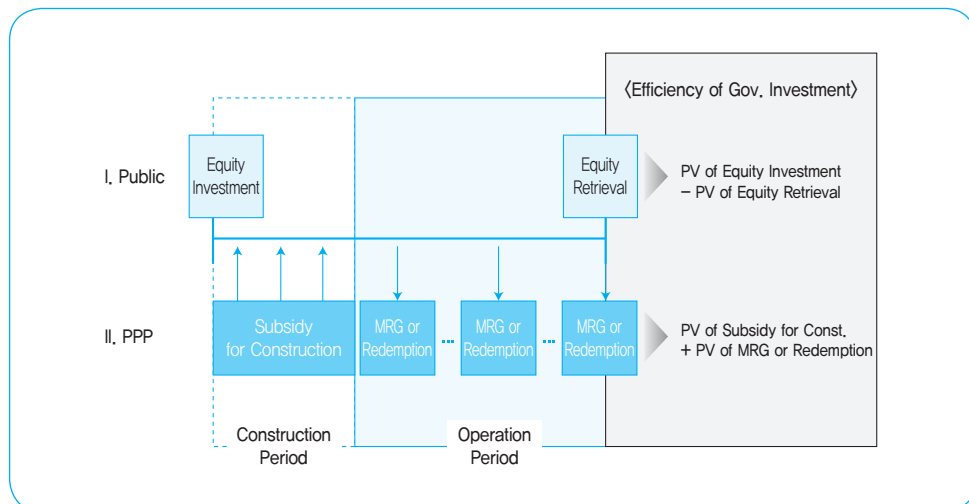 〈Efficiency of Gov. Investment〉
I. Public
Equity
Investment
Equity
Retrieval
PV of Equity Investment
− PV of Equity Retrieval
II. PPP
Subsidy
for Construction
MRG or
Redemption
...
MRG or
Redemption
...
MRG or
Redemption
PV of Subsidy for Const.
+ PV of MRG or Redemption
Construction
Period
Operation
Period